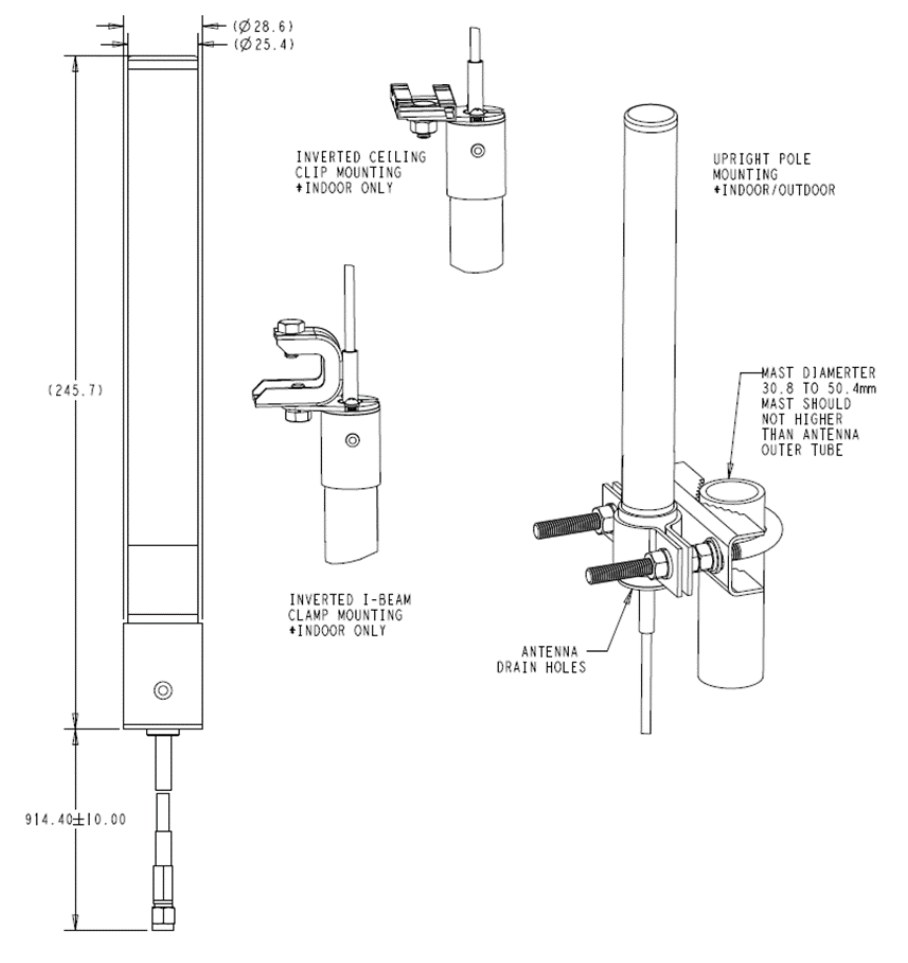 (Ø28.6)
(Ø25.4)
INVERTED CEILING
CLIP MOUNTING
*INDOOR ONLY
UPRIGHT POLE
MOUNTING
*INDOOR/OUTDOOR
(245.7)
MAST DIAMERTER
30.8 TO 50.4mm
MAST SHOULD
NOT HIGHER
THAN ANTENNA
OUTER TUBE
INVERTED I-BEAM
CLAMP MOUNTING
*INDOOR ONLY
ANTENNA
DRAIN HOLES
914.40±10.00